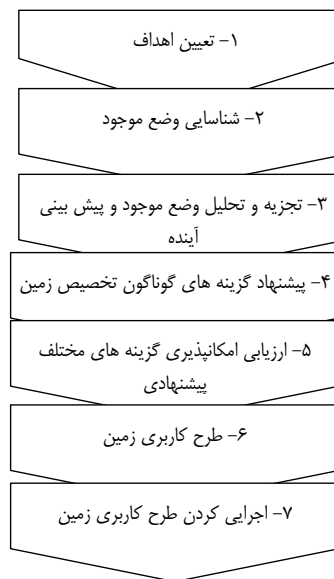 ۱- تعیین اهداف
۲- شناسایی وضع موجود
۳- تجزیه و تحلیل وضع موجود و پیش بینی
آینده
۴- پیشنهاد گزینه های گوناگون تخصیص زمین
۵- ارزیابی امکانپذیری گزینه های مختلف
پیشنهادی
۶- طرح کاربری زمین
۷- اجرایی کردن طرح کاربری زمین